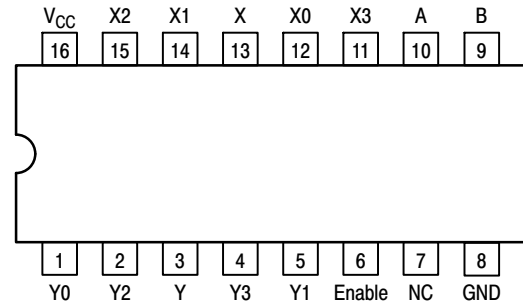 V_CC X2 X1 X X0 X3 A B
16 15 14 13 12 11 10 9
1 2 3 4 5 6 7 8
Y0 Y2 Y Y3 Y1 Enable NC GND